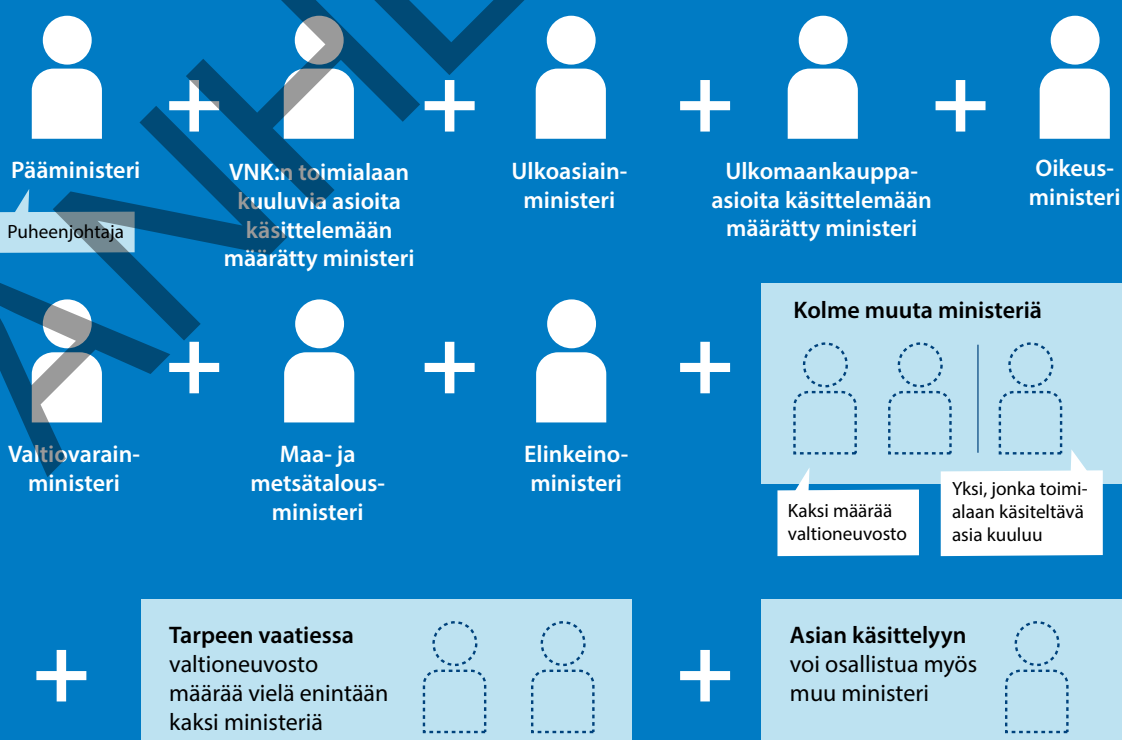 Pääministeri
Puheenjohtaja
VNK:n toimialaan
kuuluvia asioita
käsittelemään
määrätty ministeri
Ulkoasiain-
ministeri
Ulkomaankauppa-
asioita käsittelemään
määrätty ministeri
Oikeus-
ministeri
Valtiovarain-
ministeri
Maa- ja
metsätalous-
ministeri
Elinkeino-
ministeri
Kolme muuta ministeriä
Kaksi määrää
valtioneuvosto
Yksi, jonka toimi-
alaan käsiteltävä
asia kuuluu
Tarpeen vaatiessa
valtioneuvosto
määrää vielä enintään
kaksi ministeriä
Asian käsittelyyn
voi osallistua myös
muu ministeri